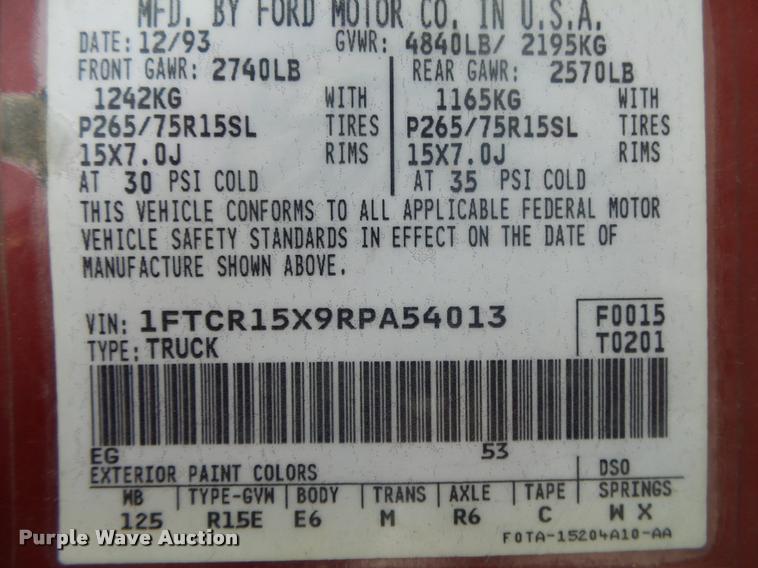 MFD. BY FORD MOTOR CO. IN U.S.A.
DATE: 12/93 GVWR: 4840LB/ 2195KG
FRONT GAWR: 2740LB REAR GAWR: 2570LB
1242KG WITH 1165KG WITH
P265/75R15SL TIRES P265/75R15SL TIRES
15X7.0J RIMS 15X7.0J RIMS
AT 30 PSI COLD AT 35 PSI COLD
THIS VEHICLE CONFORMS TO ALL APPLICABLE FEDERAL MOTOR
VEHICLE SAFETY STANDARDS IN EFFECT ON THE DATE OF
MANUFACTURE SHOWN ABOVE.
VIN: 1FTCR15X9RPA54013 F0015
TYPE: TRUCK T0201
EG 53
EXTERIOR PAINT COLORS DSO
WB TYPE-GVW BODY TRANS AXLE TAPE SPRINGS
125 R15E E6 M R6 C W X
F0TA-15204A10-AA
Purple Wave Auction